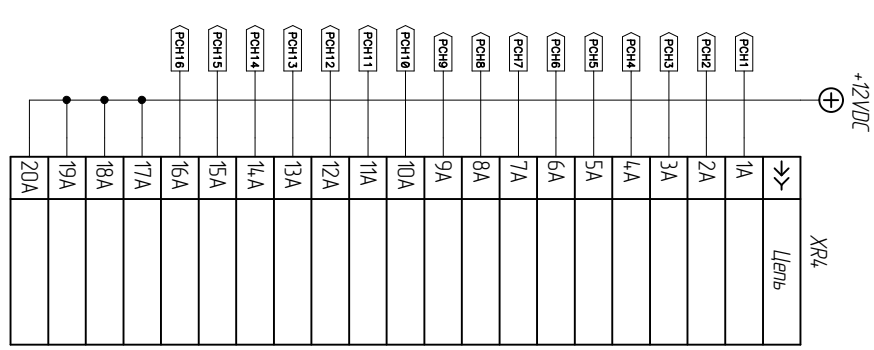 +12VDC
XR4
Цепь
PCH1 1A
PCH2 2A
PCH3 3A
PCH4 4A
PCH5 5A
PCH6 6A
PCH7 7A
PCH8 8A
PCH9 9A
PCH10 10A
PCH11 11A
PCH12 12A
PCH13 13A
PCH14 14A
PCH15 15A
PCH16 16A
17A
18A
19A
20A